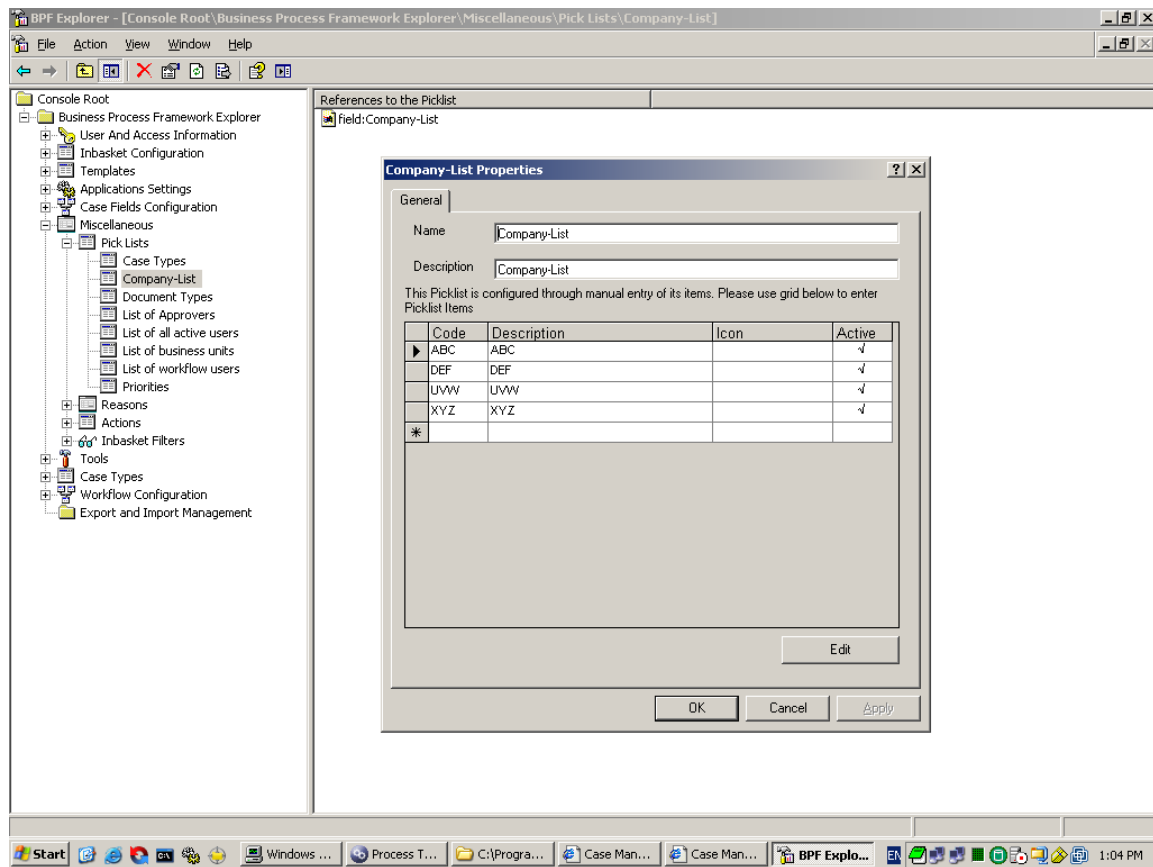 BPF Explorer - [Console Root\Business Process Framework Explorer\Miscellaneous\Pick Lists\Company-List]
File Action View Window Help
Console Root
Business Process Framework Explorer
User And Access Information
Inbasket Configuration
Templates
Applications Settings
Case Fields Configuration
Miscellaneous
Pick Lists
Case Types
Company-List
Document Types
List of Approvers
List of all active users
List of business units
List of workflow users
Priorities
Reasons
Actions
Inbasket Filters
Tools
Case Types
Workflow Configuration
Export and Import Management
References to the Picklist
field:Company-List
Company-List Properties
General
Name Company-List
Description Company-List
This Picklist is configured through manual entry of its items. Please use grid below to enter
Picklist Items
Code Description Icon Active
ABC ABC √
DEF DEF √
UVW UVW √
XYZ XYZ √
Edit
OK Cancel Apply
Start Windows ... Process T... C:\Progra... Case Man... Case Man... BPF Explo... EN 1:04 PM